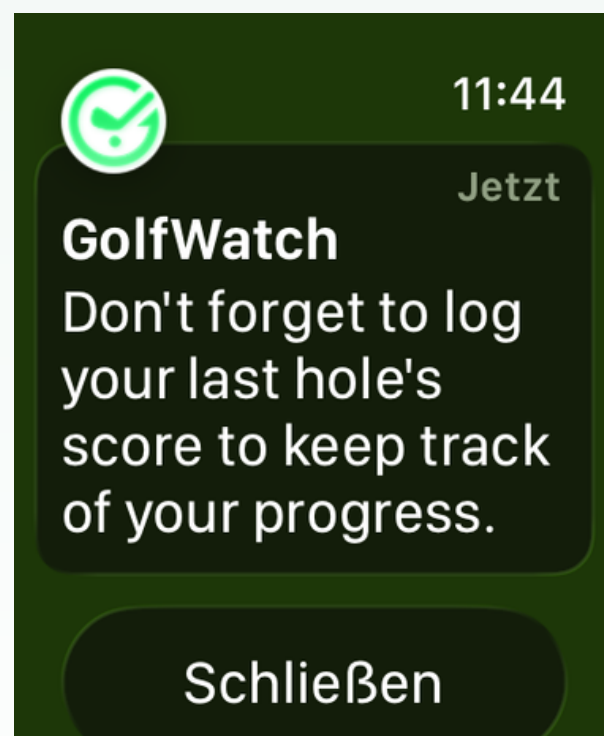 11:44
Jetzt
GolfWatch
Don't forget to log
your last hole's
score to keep track
of your progress.
Schließen